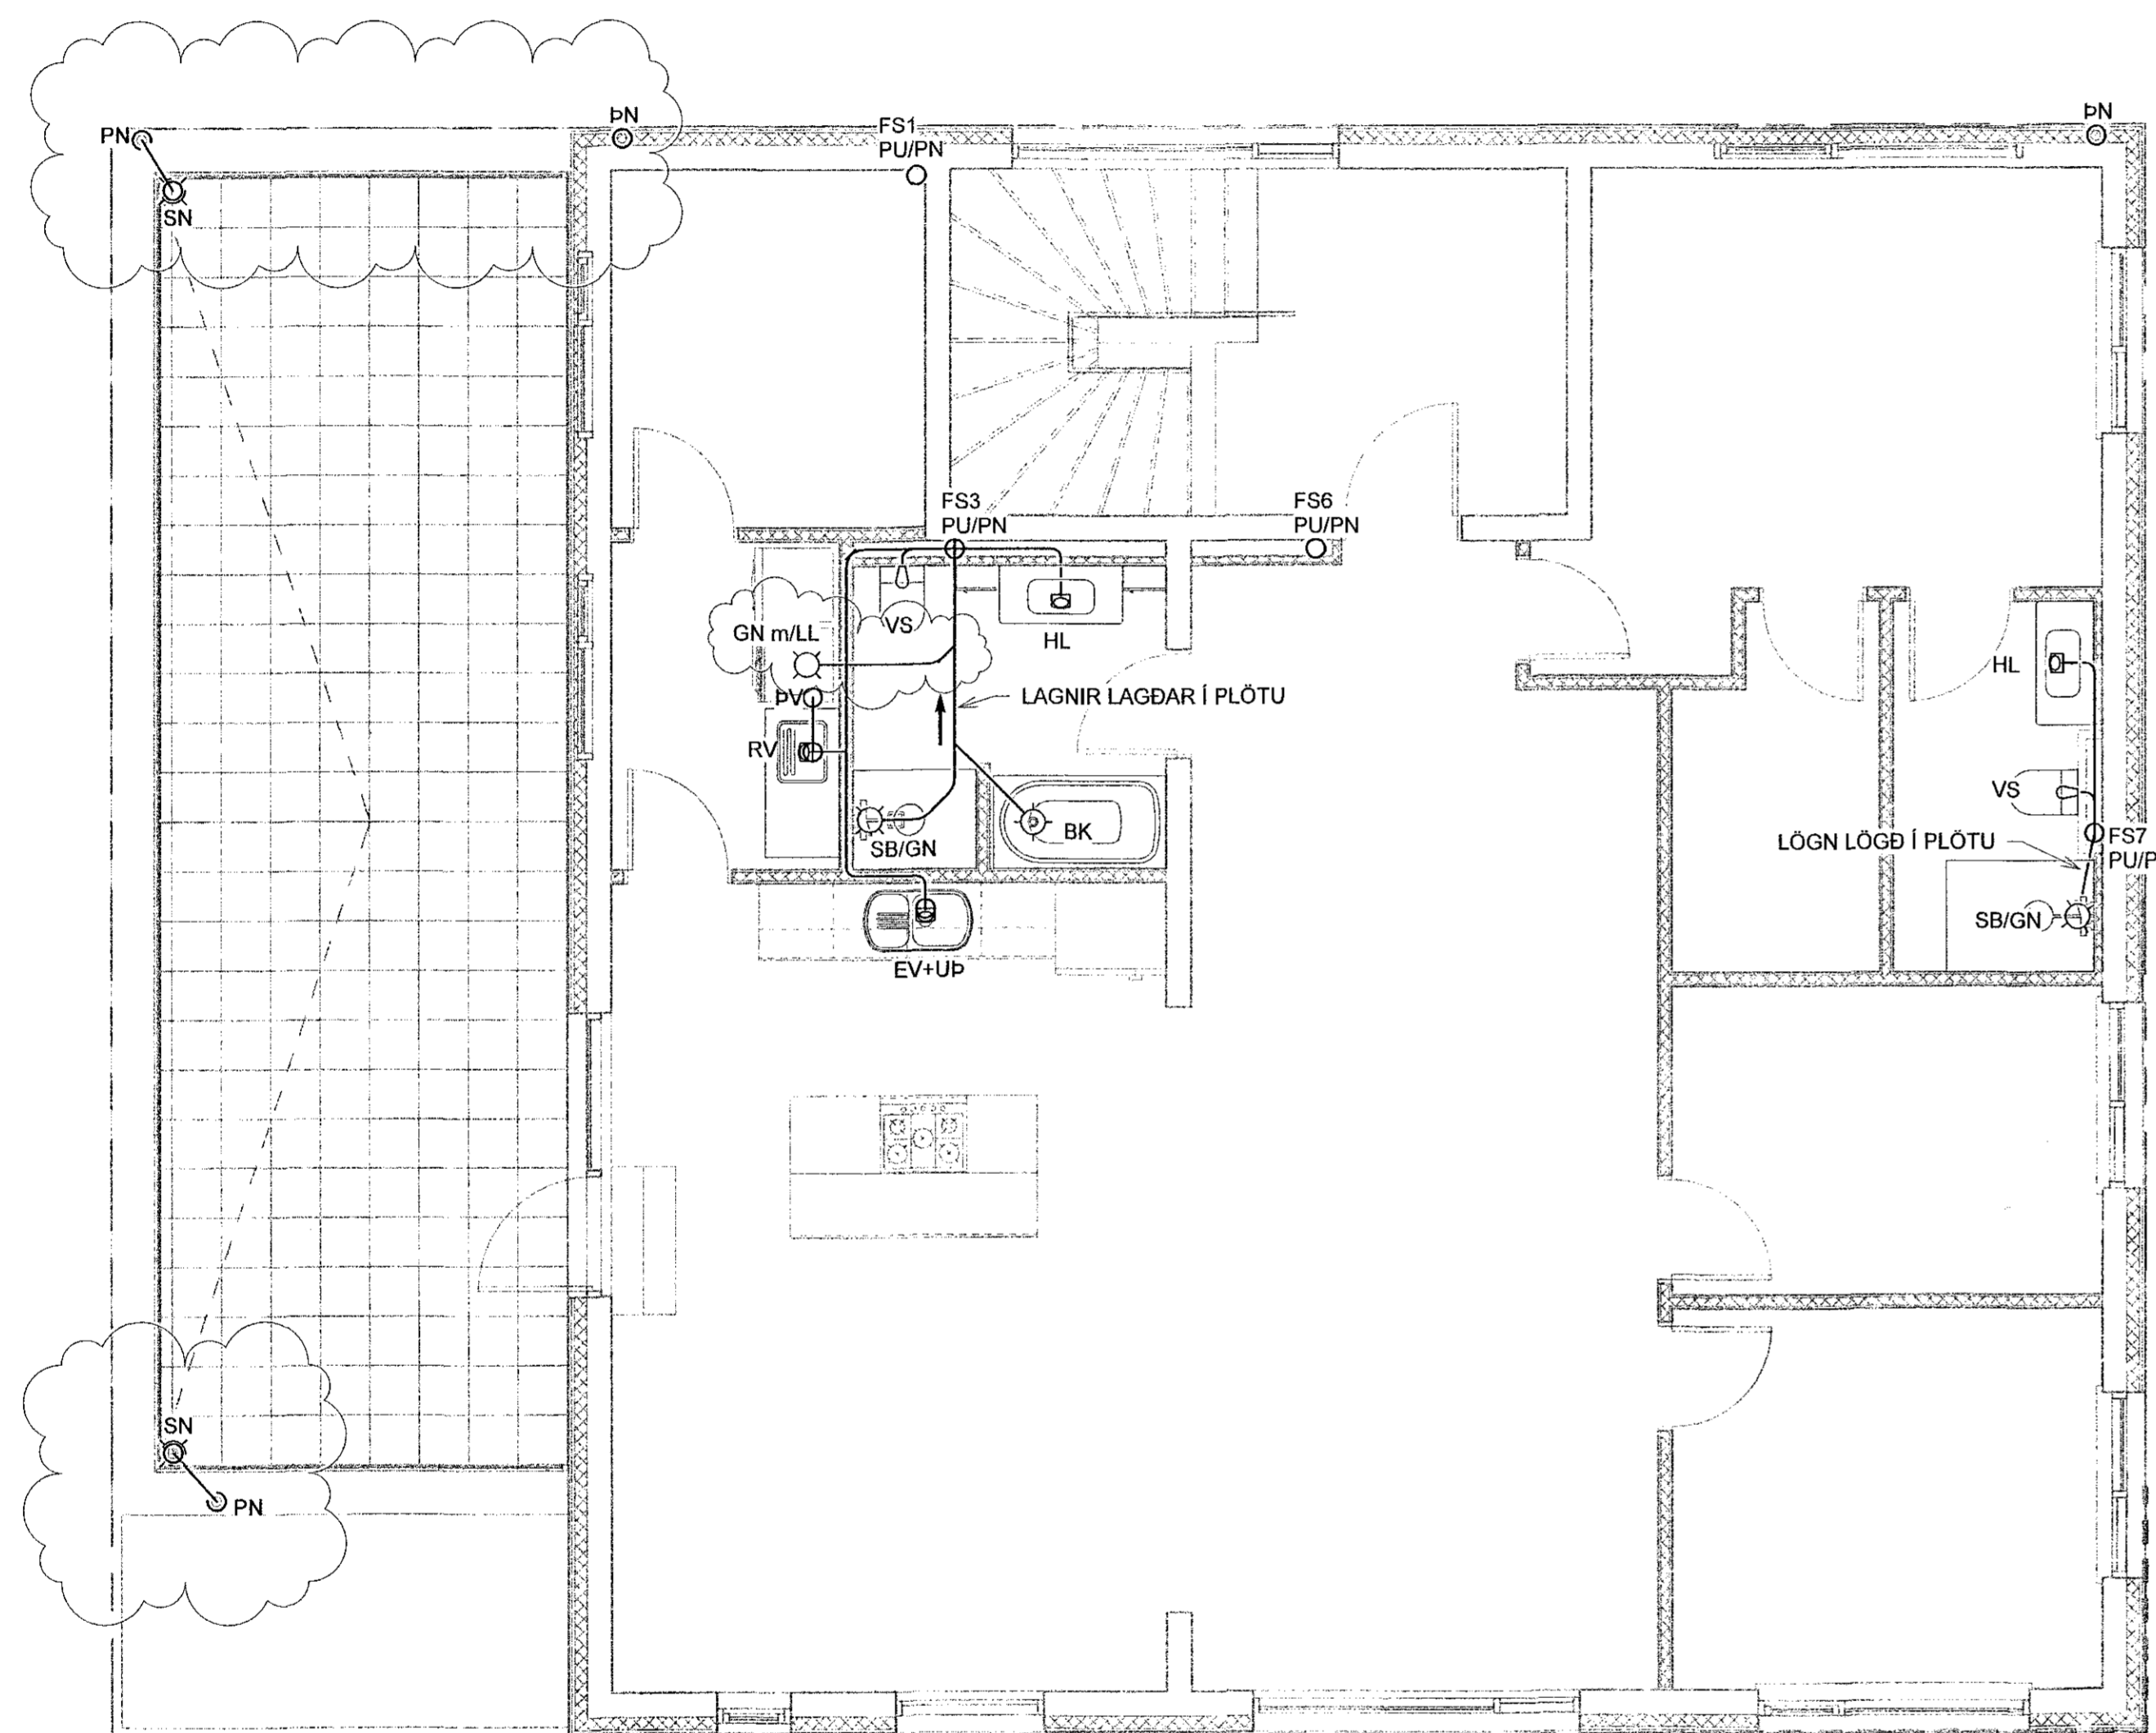 ÞN
ÞN
FS1
PU/PN
PN
SN
FS3
PU/PN
FS6
PU/PN
GN m/LL
VS
HL
HL
ÞV
LAGNIR LAGÐAR Í PLÖTU
RV
VS
BK
SB/GN
LÖGN LÖGÐ Í PLÖTU
FS7
PU/P
SB/GN
EV+UÞ
SN
PN